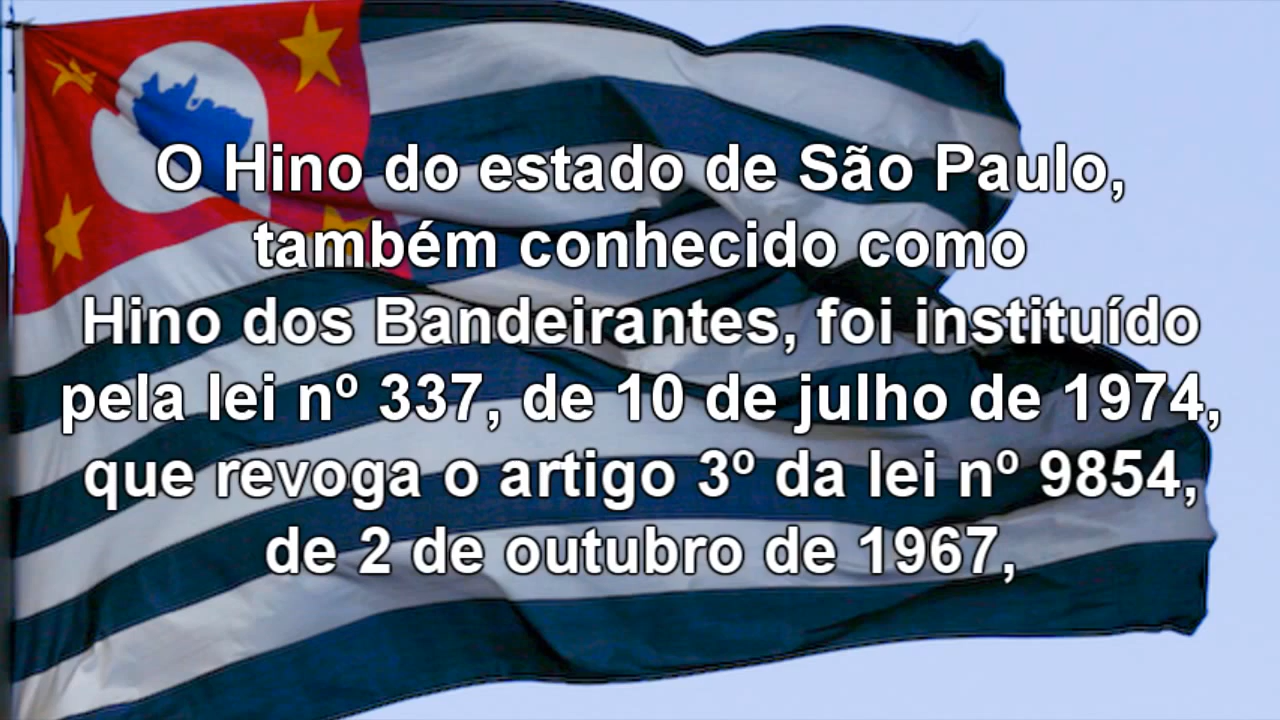 O Hino do estado de São Paulo,
também conhecido como
Hino dos Bandeirantes, foi instituído
pela lei nº 337, de 10 de julho de 1974,
que revoga o artigo 3º da lei nº 9854,
de 2 de outubro de 1967,